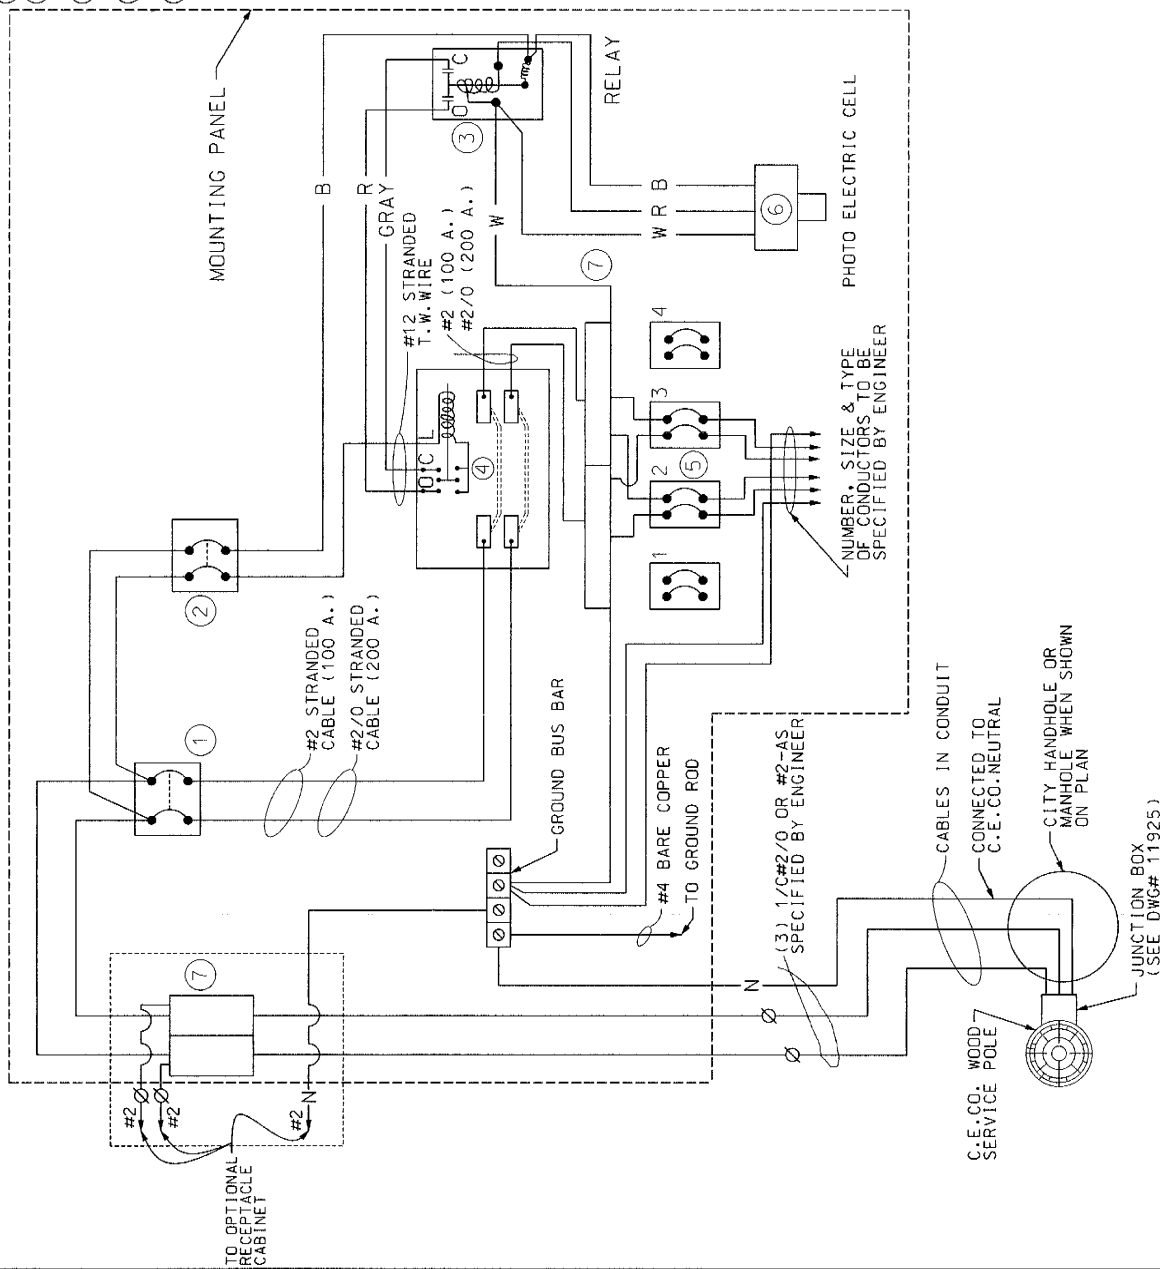 MOUNTING PANEL
B
R
GRAY
#12 STRANDED
T.W.WIRE
#2 (100 A.)
#2/0 (200 A.)
W
C
O
3
RELAY
W R B
6
PHOTO ELECTRIC CELL
7
4
3
2
1
5
L
C
O
4
NUMBER, SIZE & TYPE
OF CONDUCTORS TO BE
SPECIFIED BY ENGINEER
2
1
#2 STRANDED
CABLE (100 A.)
#2/0 STRANDED
CABLE (200 A.)
GROUND BUS BAR
#4 BARE COPPER
TO GROUND ROD
(3) 1/C#2/0 OR #2-AS
SPECIFIED BY ENGINEER
CABLES IN CONDUIT
CONNECTED TO
C.E.CO.NEUTRAL
CITY HANDHOLE OR
MANHOLE WHEN SHOWN
ON PLAN
JUNCTION BOX
(SEE DWG# 11925)
C.E.CO. WOOD
SERVICE POLE
N
7
#2
#2
#2
N
TO OPTIONAL
RECEPTACLE
CABINET